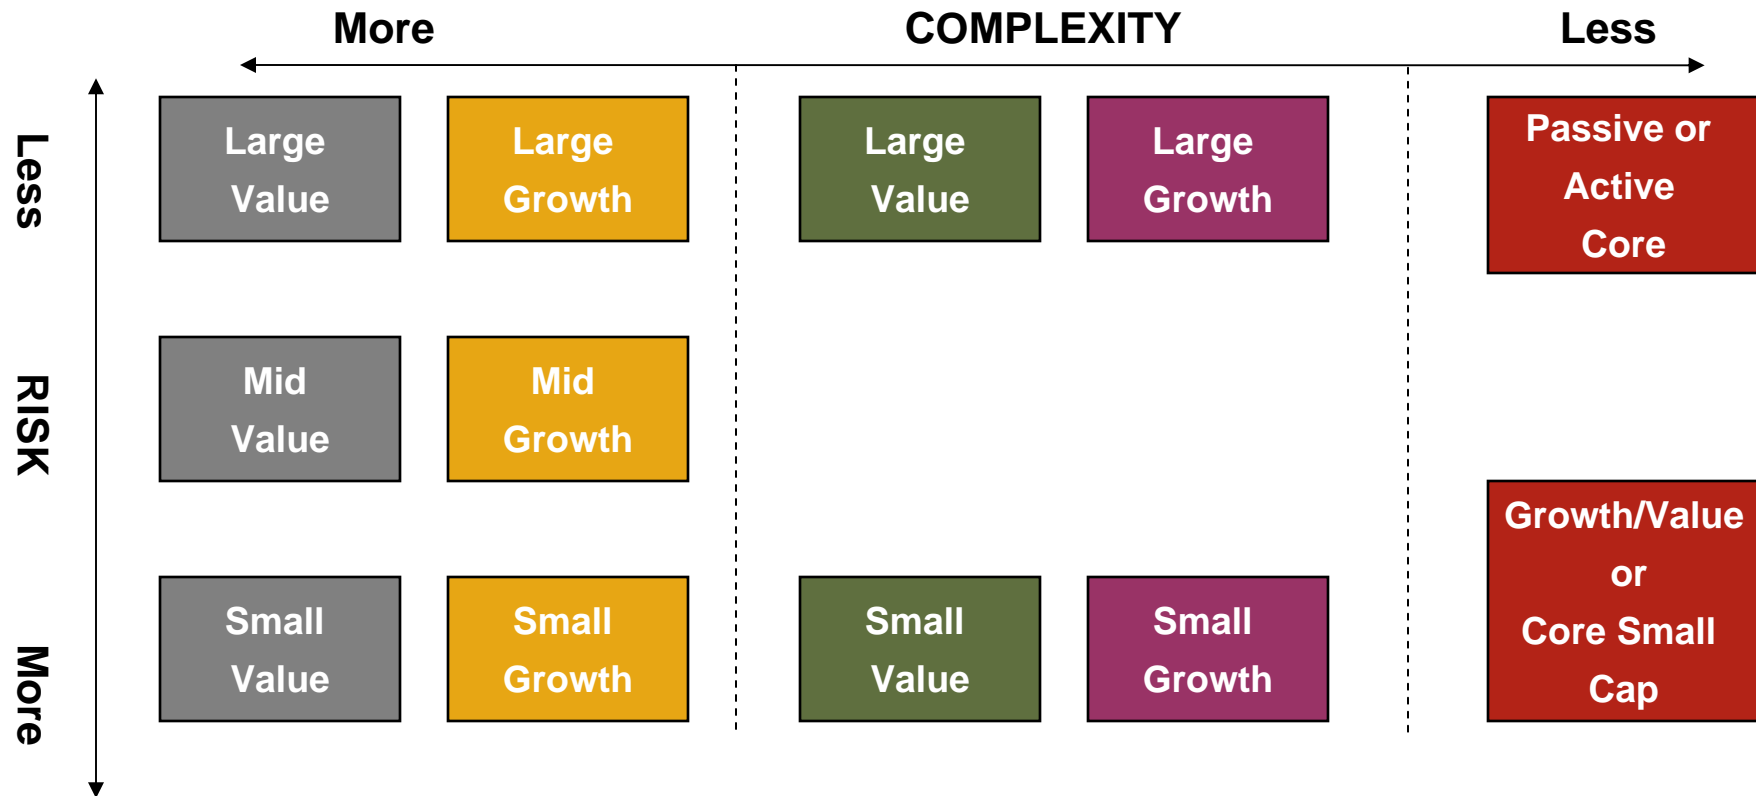 More COMPLEXITY Less
Less
RISK
More
Large
Value
Large
Growth
Large
Value
Large
Growth
Passive or
Active
Core
Mid
Value
Mid
Growth
Small
Value
Small
Growth
Small
Value
Small
Growth
Growth/Value
or
Core Small
Cap